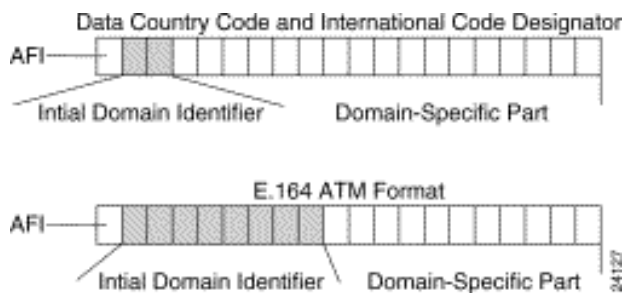 Data Country Code and International Code Designator
AFI
Intial Domain Identifier Domain-Specific Part
E.164 ATM Format
AFI
Intial Domain Identifier Domain-Specific Part
24127